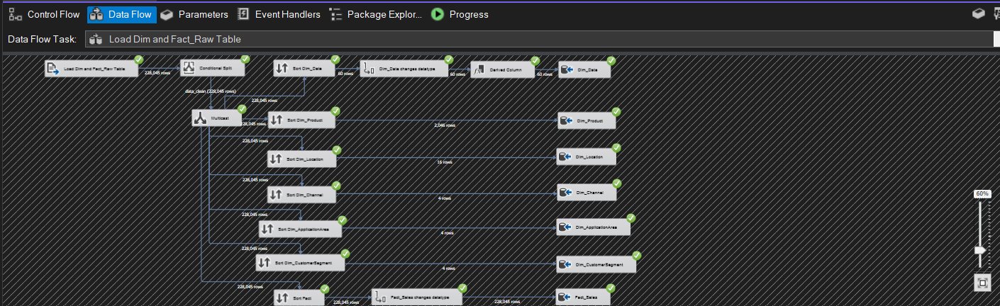 Control Flow Data Flow Parameters Event Handlers Package Explor... Progress
Data Flow Task: Load Dim and Fact_Raw Table
Load Dim and Fact_Raw Table 228,045 rows Conditional Split Sort Dim_Date 60 rows Dim_Date changes datatype 60 rows Derived Column 60 rows Dim_Date
data_clean (228,045 rows)
228,045 rows
Multicast 228,045 rows Sort Dim_Product 2,046 rows Dim_Product
228,045 rows
Sort Dim_Location 16 rows Dim_Location
228,045 rows
Sort Dim_Channel 4 rows Dim_Channel
60%
228,045 rows
Sort Dim_ApplicationArea 4 rows Dim_ApplicationArea
228,045 rows
Sort Dim_CustomerSegment 4 rows Dim_CustomerSegment
228,045 rows
Sort Fact 228,045 rows Fact_Sales changes datatype 228,045 rows Fact_Sales